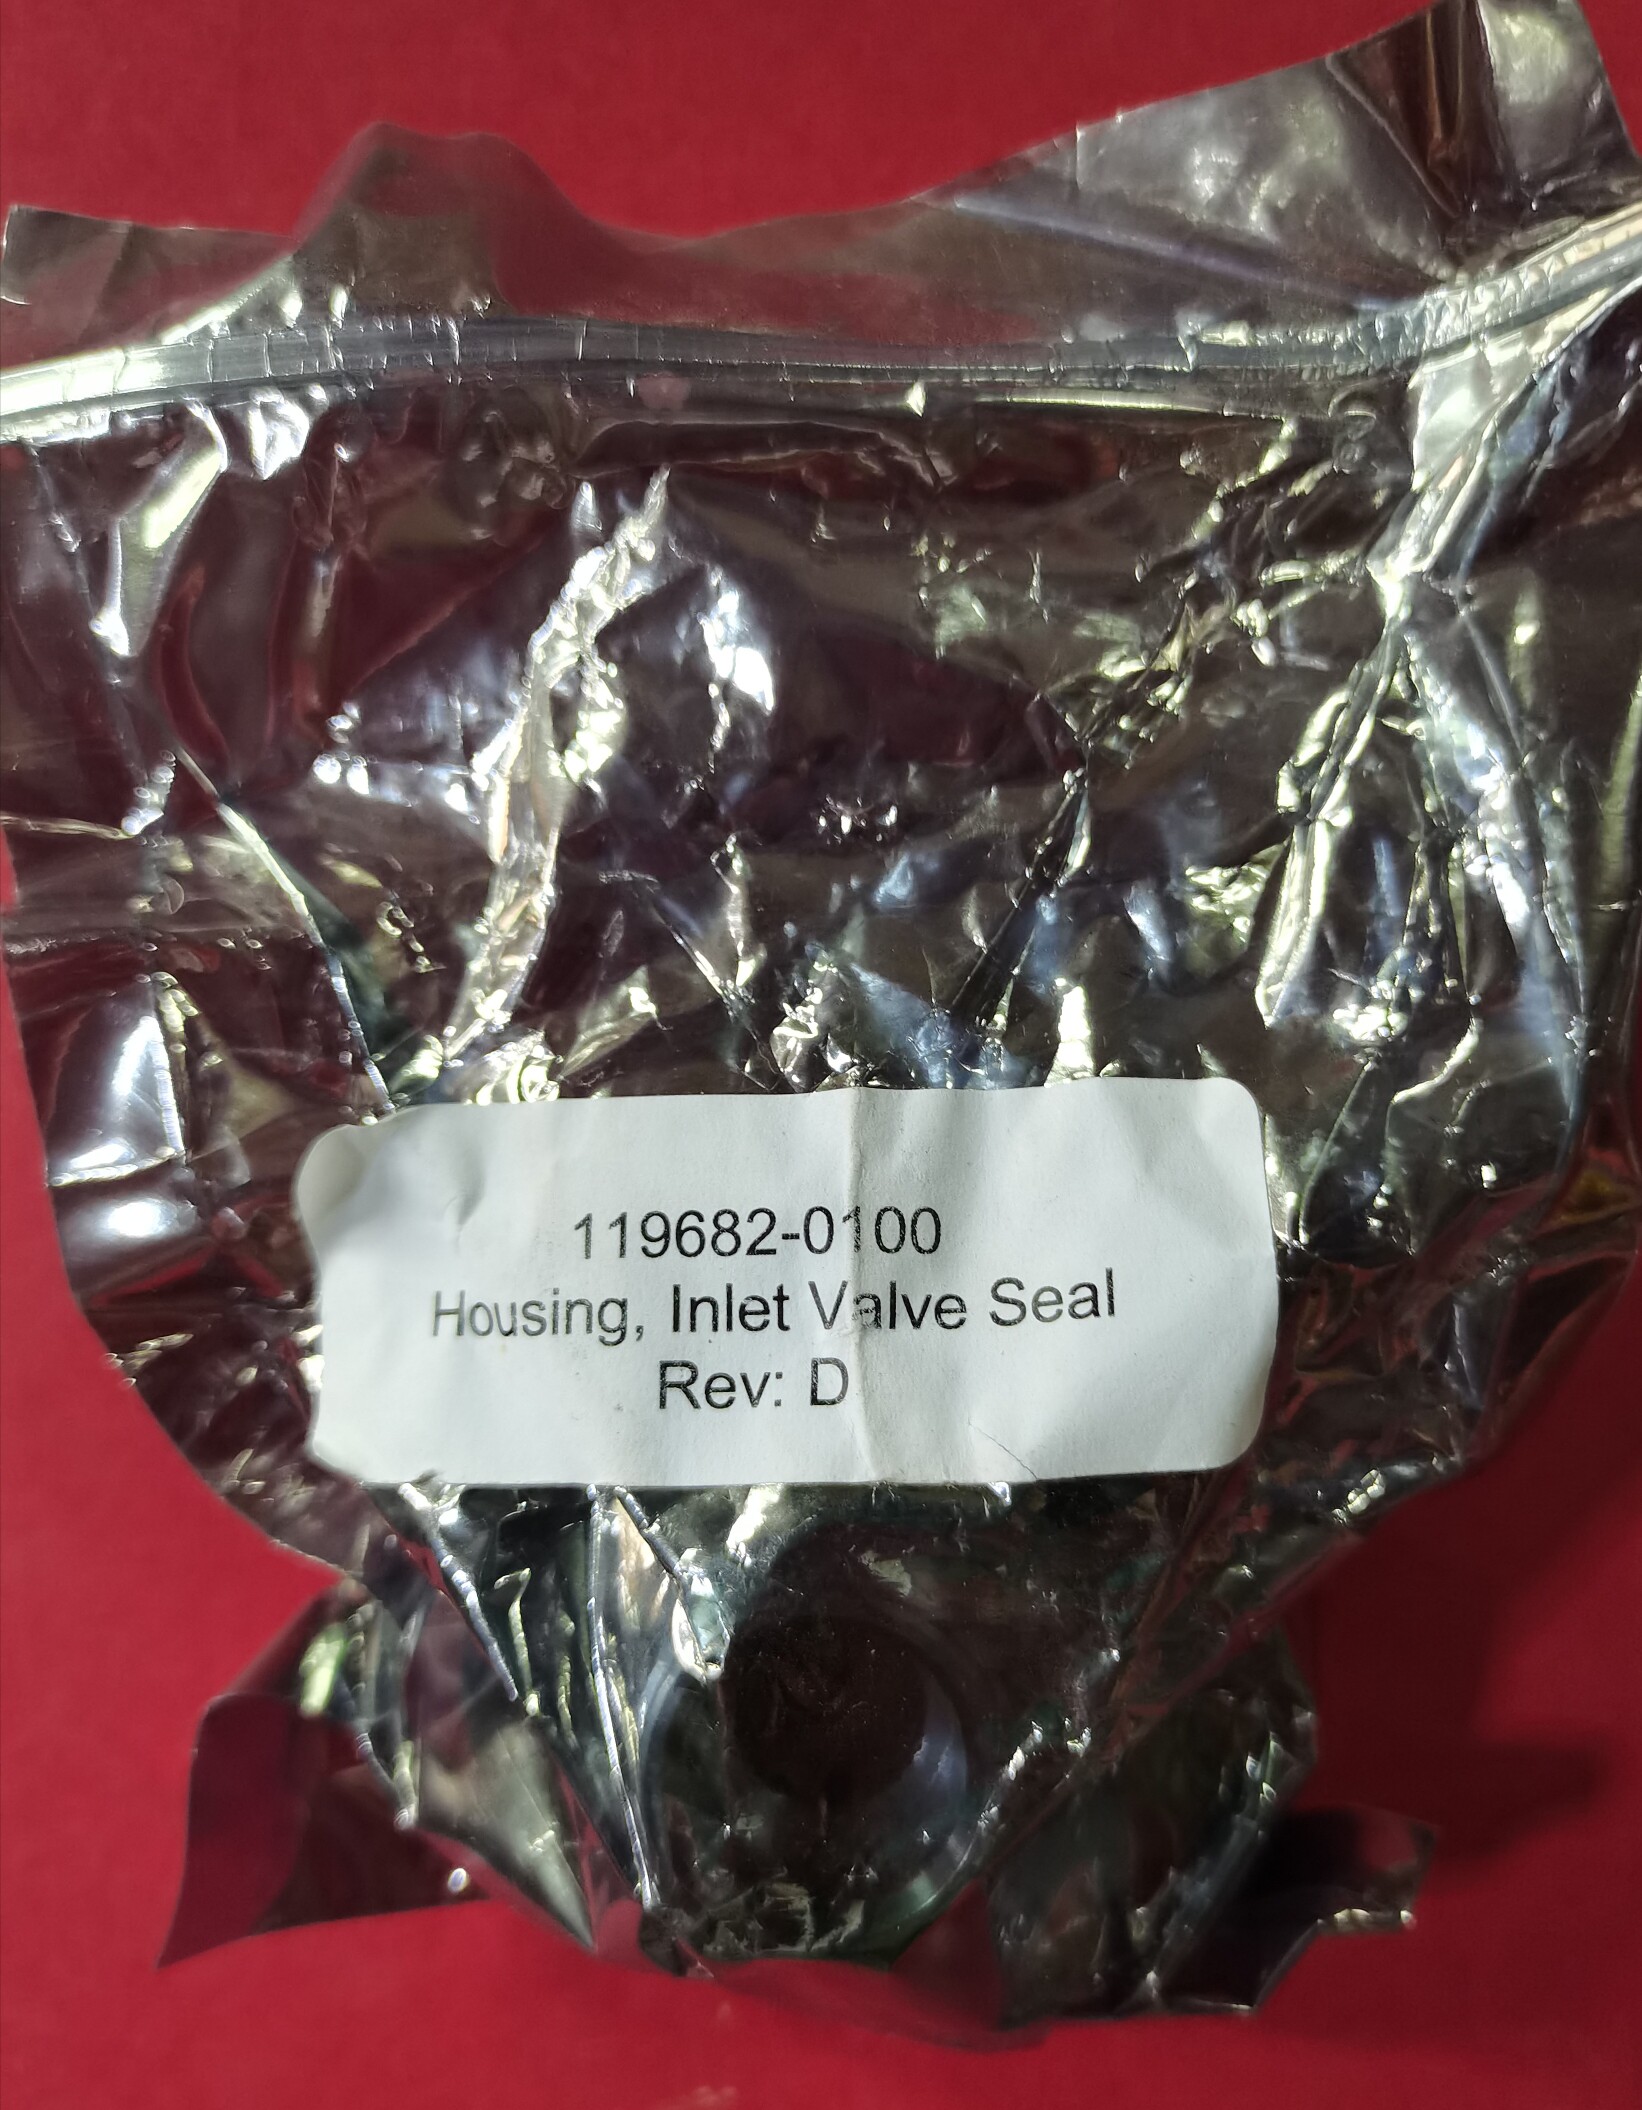 119682-0100
Housing, Inlet Valve Seal
Rev: D